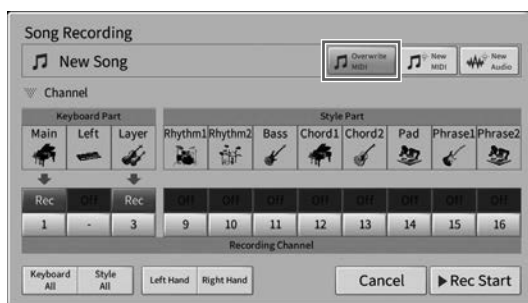 Song Recording
New Song
Overwrite MIDI
New MIDI
New Audio
Channel
Keyboard Part
Style Part
Main Left Layer Rhythm1 Rhythm2 Bass Chord1 Chord2 Pad Phrase1 Phrase2
Rec Off Rec Off Off Off Off Off Off Off Off
1 - 3 9 10 11 12 13 14 15 16
Recording Channel
Keyboard All
Style All
Left Hand
Right Hand
Cancel
Rec Start